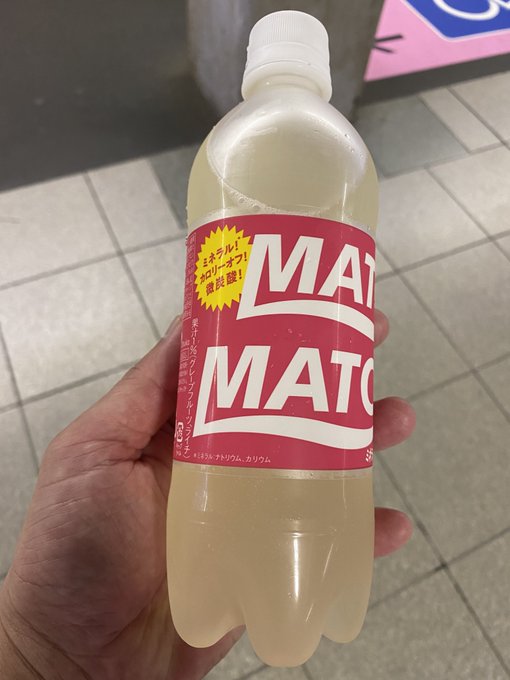 ミネラル!*
カロリーオフ!
微炭酸!
MAT
MATC
果汁1%(グレープフルーツ、ライチ)
*ミネラル:ナトリウム、カリウム